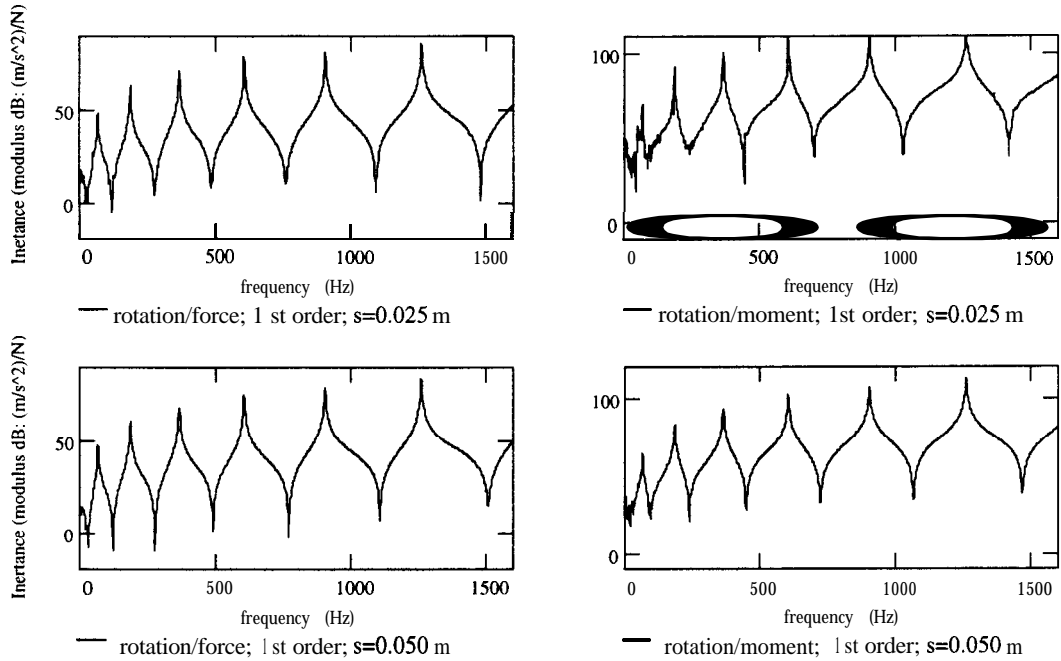 Inetance (modulus dB: (m/s^2)/N)
50
0
0 500 1000 1500
frequency (Hz)
rotation/force; 1 st order; s=0.025 m
100
0
0 500 1000 1500
frequency (Hz)
rotation/moment; 1st order; s=0.025 m
Inertance (modulus dB: (m/s^2)/N)
50
0
0 500 1000 1500
frequency (Hz)
rotation/force; 1st order; s=0.050 m
100
0
0 500 1000 1500
frequency (Hz)
rotation/moment; 1st order; s=0.050 m